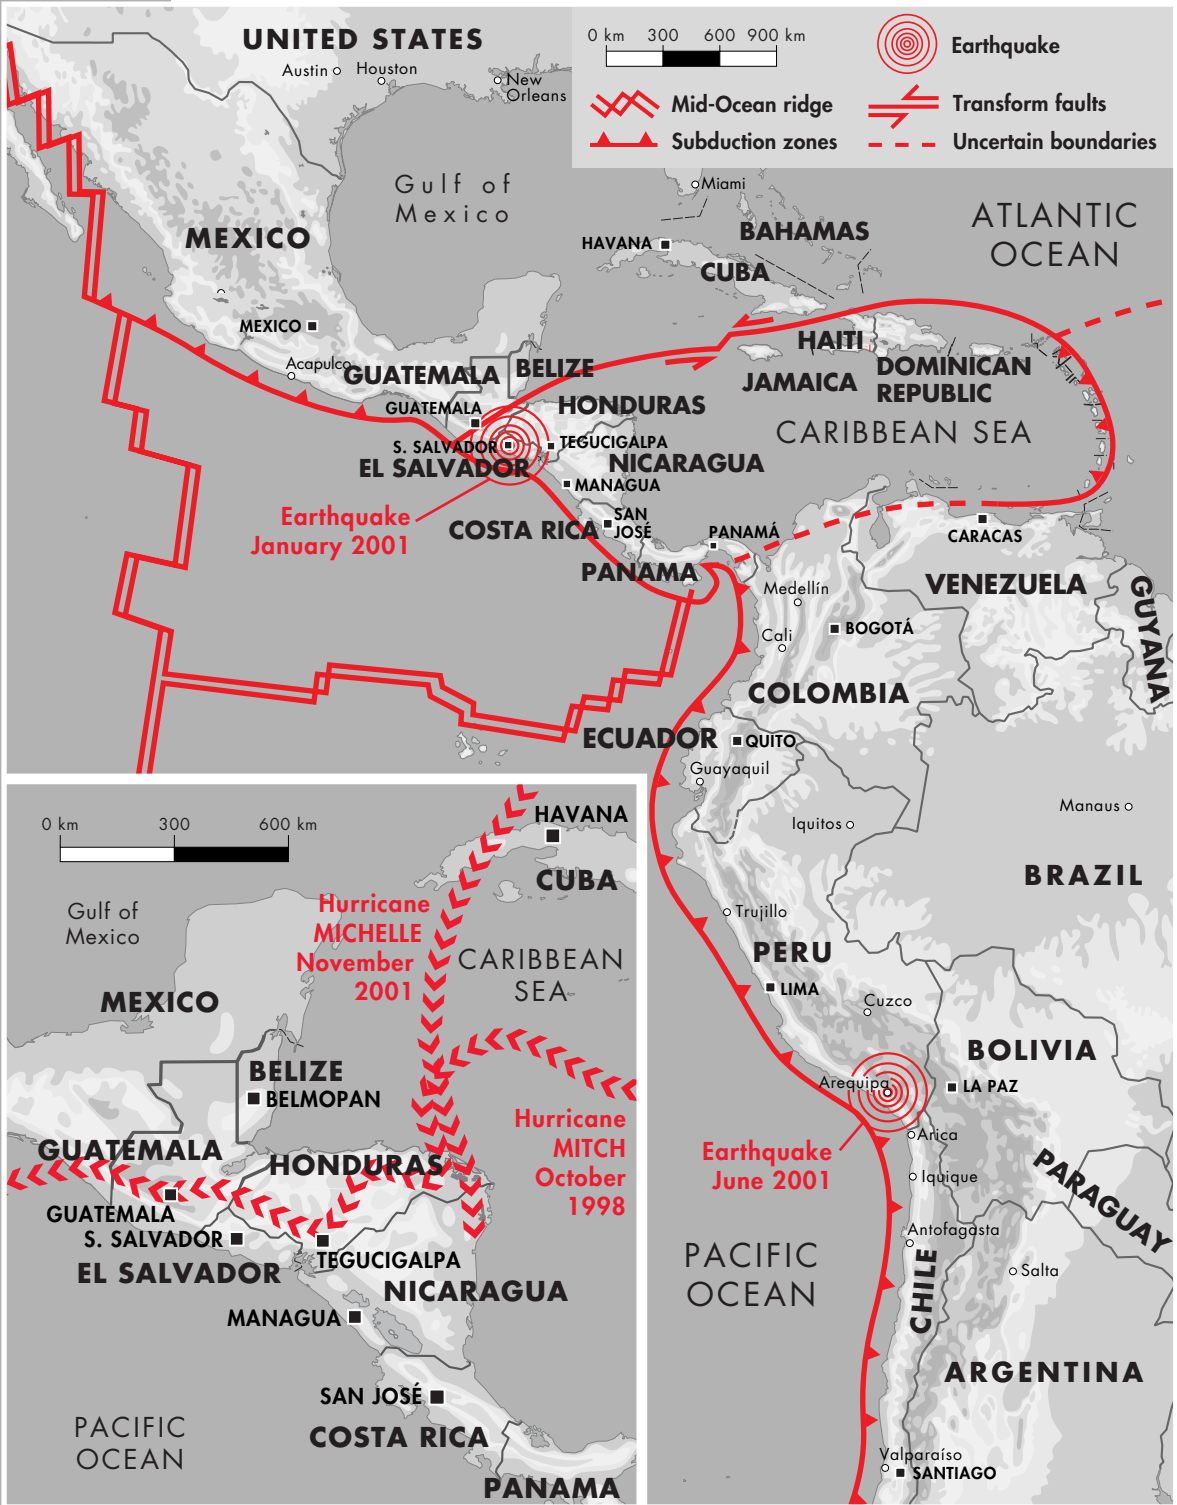 UNITED STATES
Austin
Houston
New
Orleans
0 km 300 600 900 km
Earthquake
Mid-Ocean ridge
Transform faults
Subduction zones
Uncertain boundaries
Gulf of
Mexico
Miami
ATLANTIC
OCEAN
MEXICO
HAVANA
BAHAMAS
CUBA
MEXICO
Acapulco
HAITI
DOMINICAN
REPUBLIC
JAMAICA
GUATEMALA
BELIZE
GUATEMALA
HONDURAS
CARIBBEAN SEA
S. SALVADOR
TEGUCIGALPA
EL SALVADOR
NICARAGUA
MANAGUA
Earthquake
January 2001
COSTA RICA
SAN
JOSÉ
PANAMÁ
CARACAS
PANAMA
VENEZUELA
GUYANA
Medellín
BOGOTÁ
Cali
COLOMBIA
ECUADOR
QUITO
Guayaquil
Manaus
Iquitos
BRAZIL
Trujillo
PERU
LIMA
Cuzco
BOLIVIA
Arequipa
LA PAZ
Arica
Earthquake
June 2001
Iquique
PARAGUAY
Antofagasta
PACIFIC
OCEAN
CHILE
Salta
ARGENTINA
Valparaíso
SANTIAGO
0 km 300 600 km
HAVANA
CUBA
Gulf of
Mexico
Hurricane
MICHELLE
November
2001
CARIBBEAN
SEA
MEXICO
BELIZE
BELMOPAN
Hurricane
MITCH
October
1998
GUATEMALA
HONDURAS
GUATEMALA
S. SALVADOR
TEGUCIGALPA
EL SALVADOR
NICARAGUA
MANAGUA
SAN JOSÉ
COSTA RICA
PACIFIC
OCEAN
PANAMA